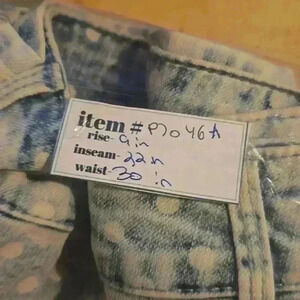 item # P7046A
rise- 9 in
inseam- 22 in
waist- 30 in